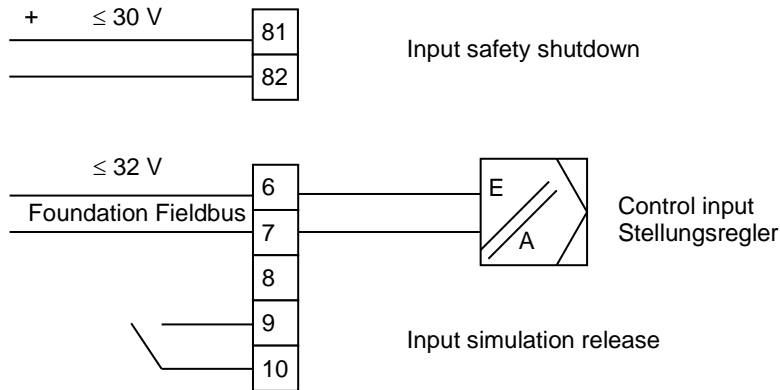 + ≤ 30 V
81
82
Input safety shutdown
≤ 32 V
Foundation Fieldbus
6
7
8
9
10
E
A
Control input
Stellungsregler
Input simulation release